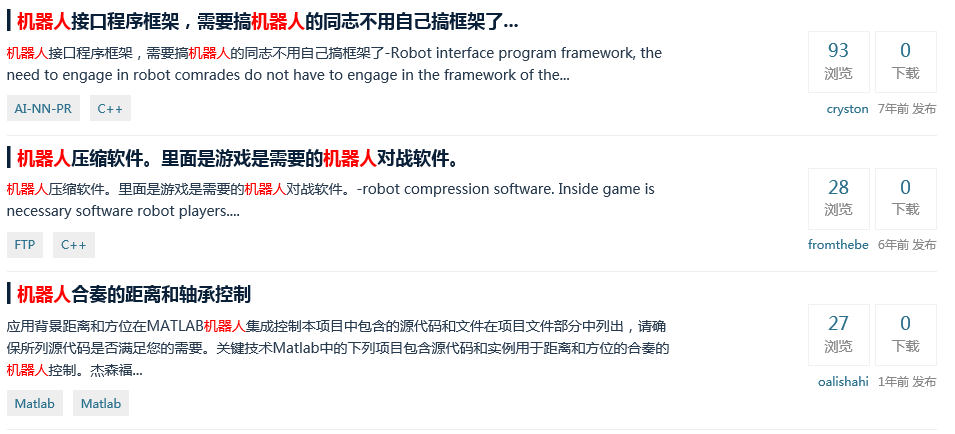 机器人接口程序框架，需要搞机器人的同志不用自己搞框架了...
机器人接口程序框架，需要搞机器人的同志不用自己搞框架了-Robot interface program framework, the
need to engage in robot comrades do not have to engage in the framework of the...
93 0
浏览 下载
AI-NN-PR C++
cryston 7年前 发布
机器人压缩软件。里面是游戏是需要的机器人对战软件。
机器人压缩软件。里面是游戏是需要的机器人对战软件。-robot compression software. Inside game is
necessary software robot players....
28 0
浏览 下载
FTP C++
fromthebe 6年前 发布
机器人合奏的距离和轴承控制
应用背景距离和方位在MATLAB机器人集成控制本项目中包含的源代码和文件在项目文件部分中列出，请确
保所列源代码是否满足您的需要。关键技术Matlab中的下列项目包含源代码和实例用于距离和方位的合奏的
机器人控制。杰森福...
27 0
浏览 下载
Matlab Matlab
oalishahi 1年前 发布